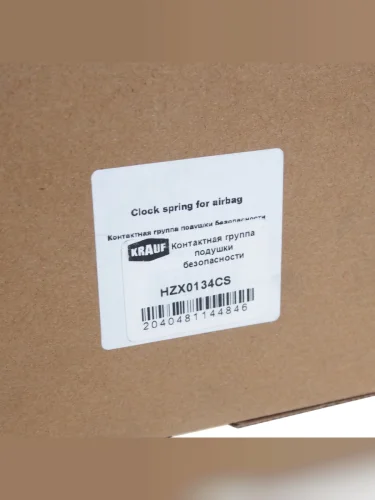 Clock spring for airbag
Контактная группа подушки безопасности
KRAUF
Контактная группа
подушки
безопасности
HZX0134CS
2040481144846